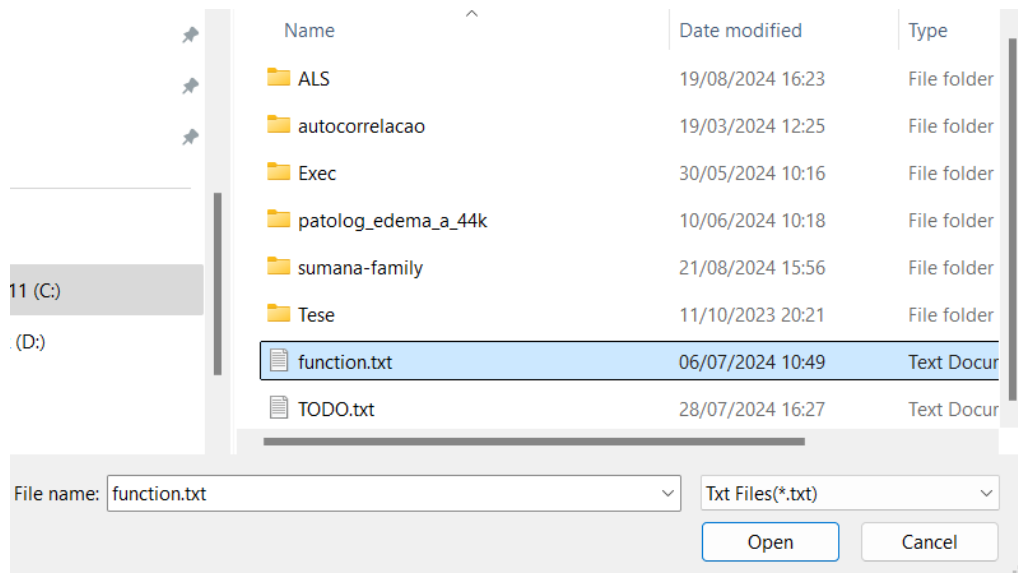 Name Date modified Type
ALS 19/08/2024 16:23 File folder
autocorrelacao 19/03/2024 12:25 File folder
Exec 30/05/2024 10:16 File folder
patolog_edema_a_44k 10/06/2024 10:18 File folder
sumana-family 21/08/2024 15:56 File folder
11 (C:)
Tese 11/10/2023 20:21 File folder
(D:)
function.txt 06/07/2024 10:49 Text Docur
TODO.txt 28/07/2024 16:27 Text Docur
File name: function.txt Txt Files(*.txt)
Open Cancel